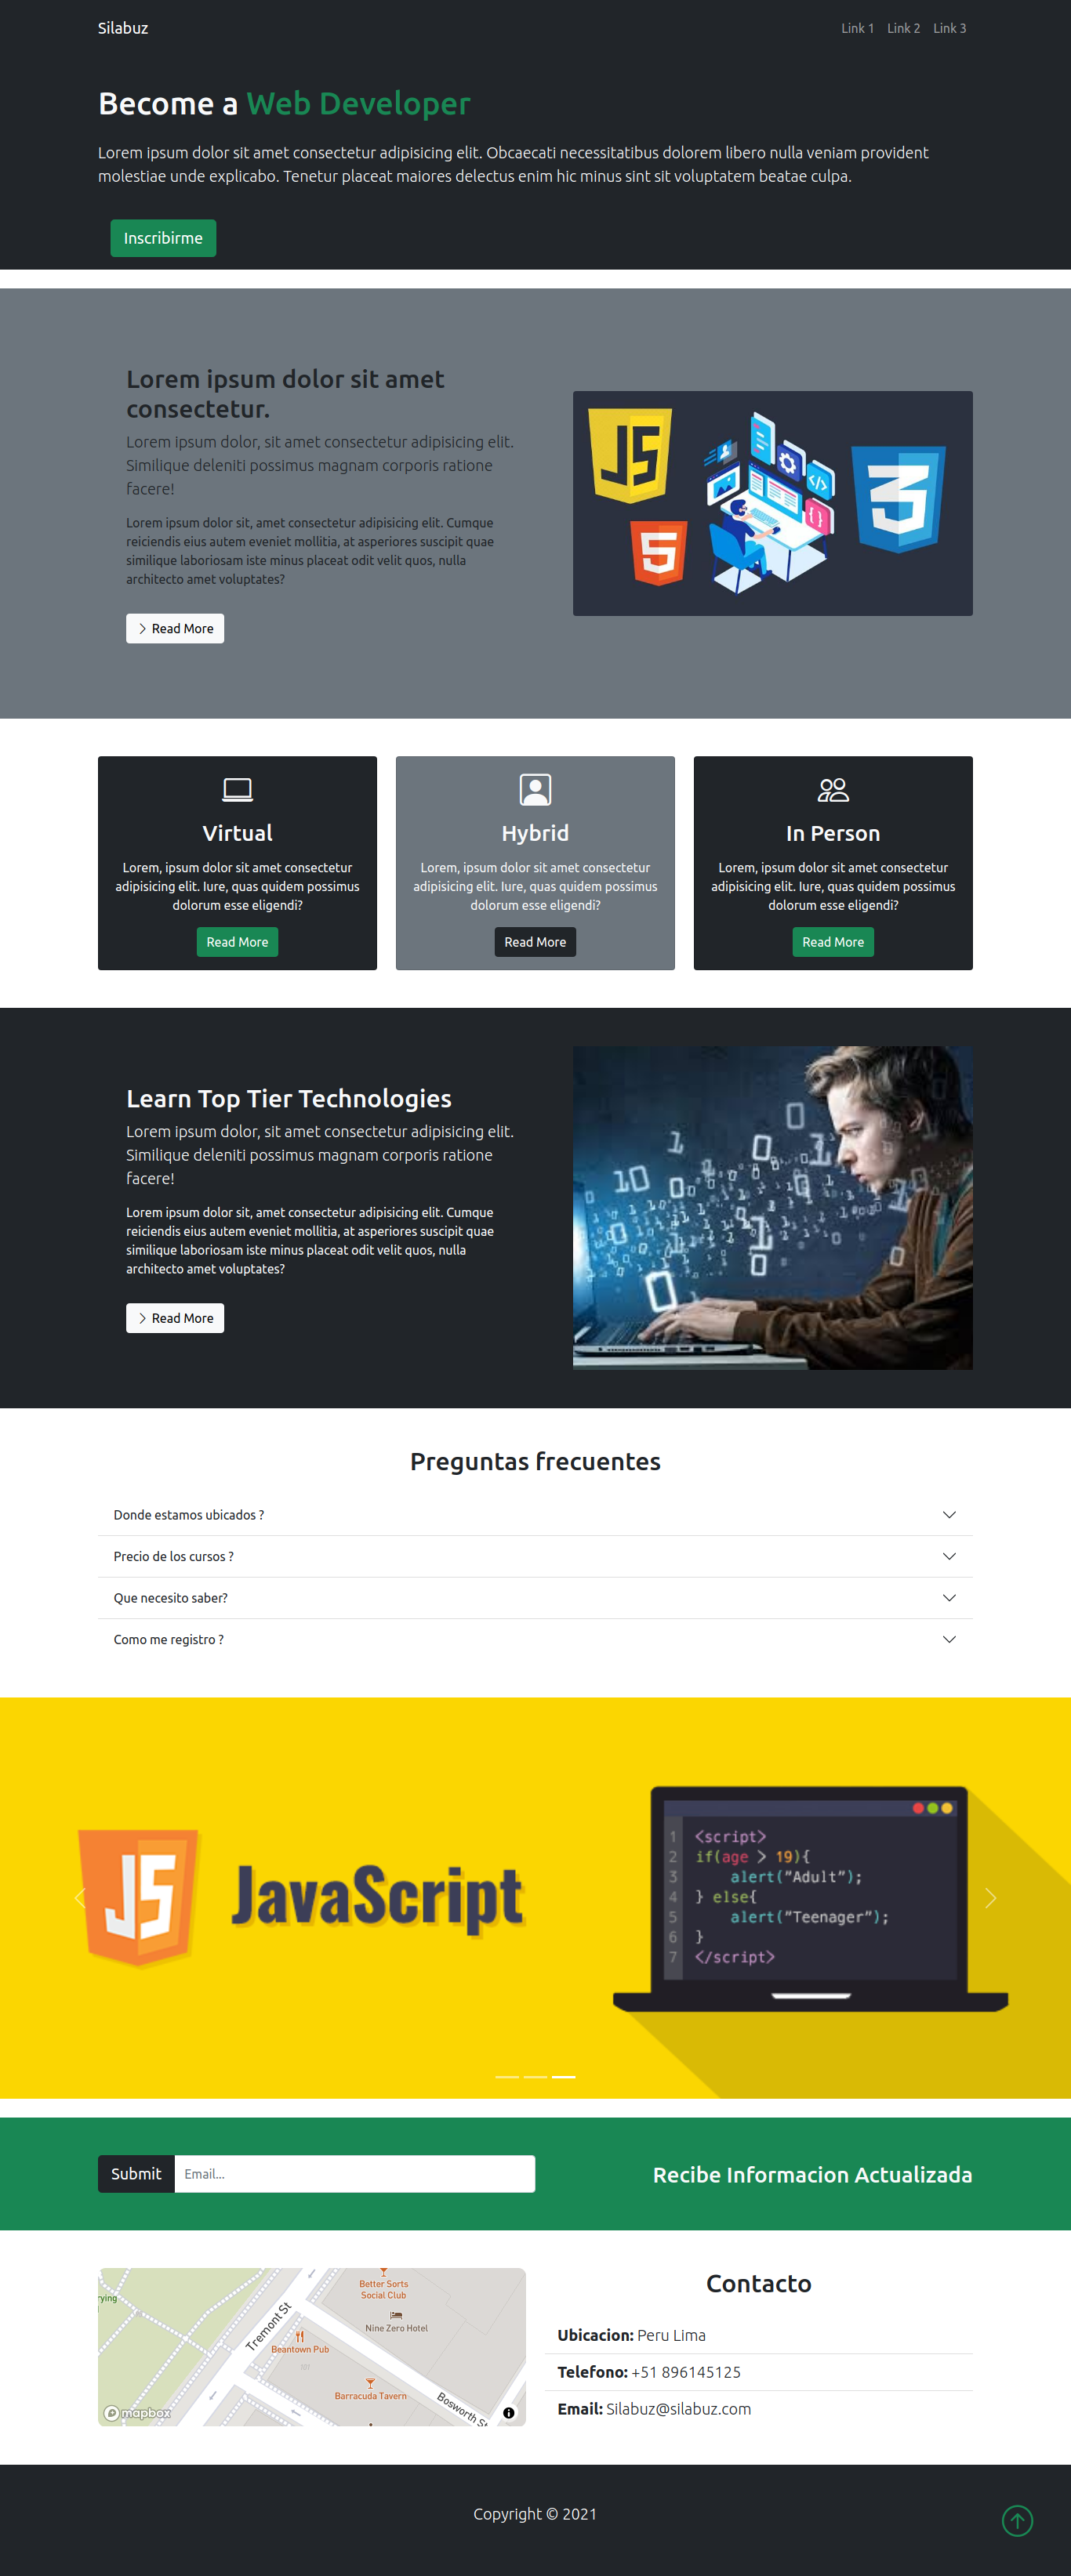 Silabuz
Link 1 Link 2 Link 3
Become a Web Developer
Lorem ipsum dolor sit amet consectetur adipisicing elit. Obcaecati necessitatibus dolorem libero nulla veniam provident
molestiae unde explicabo. Tenetur placeat maiores delectus enim hic minus sint sit voluptatem beatae culpa.
Inscribirme
Lorem ipsum dolor sit amet
consectetur.
Lorem ipsum dolor, sit amet consectetur adipisicing elit.
Similique deleniti possimus magnam corporis ratione
facere!
Lorem ipsum dolor sit, amet consectetur adipisicing elit. Cumque
reiciendis eius autem eveniet mollitia, at asperiores suscipit quae
similique laboriosam iste minus placeat odit velit quos, nulla
architecto amet voluptates?
Read More
JS
5
3
Virtual
Lorem, ipsum dolor sit amet consectetur
adipisicing elit. Iure, quas quidem possimus
dolorum esse eligendi?
Read More
Hybrid
Lorem, ipsum dolor sit amet consectetur
adipisicing elit. Iure, quas quidem possimus
dolorum esse eligendi?
Read More
In Person
Lorem, ipsum dolor sit amet consectetur
adipisicing elit. Iure, quas quidem possimus
dolorum esse eligendi?
Read More
Learn Top Tier Technologies
Lorem ipsum dolor, sit amet consectetur adipisicing elit.
Similique deleniti possimus magnam corporis ratione
facere!
Lorem ipsum dolor sit, amet consectetur adipisicing elit. Cumque
reiciendis eius autem eveniet mollitia, at asperiores suscipit quae
similique laboriosam iste minus placeat odit velit quos, nulla
architecto amet voluptates?
Read More
Preguntas frecuentes
Donde estamos ubicados ?
Precio de los cursos ?
Que necesito saber?
Como me registro ?
JS
JavaScript
1 <script>
2 if(age > 19){
3 alert("Adult");
4 } else{
5 alert("Teenager");
6 }
7 </script>
Submit
Email...
Recibe Informacion Actualizada
Better Sorts
Social Club
Nine Zero Hotel
Tremont St
Beantown Pub
Barracuda Tavern
Bosworth St
mapbox
Contacto
Ubicacion: Peru Lima
Telefono: +51 896145125
Email: Silabuz@silabuz.com
Copyright © 2021